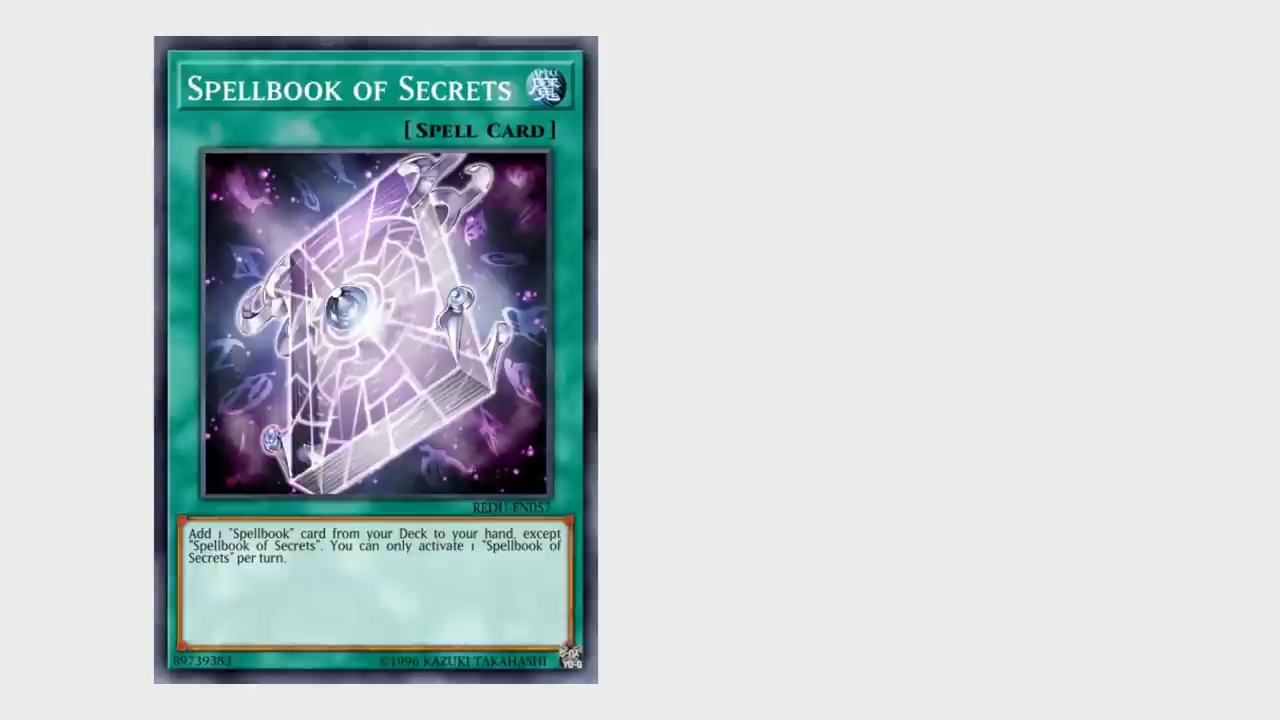 SPELLBOOK OF SECRETS
SPELL
魔
[SPELL CARD]
REDU-EN057
Add 1 "Spellbook" card from your Deck to your hand, except
"Spellbook of Secrets". You can only activate 1 "Spellbook of
Secrets" per turn.
89739383
©1996 KAZUKI TAKAHASHI